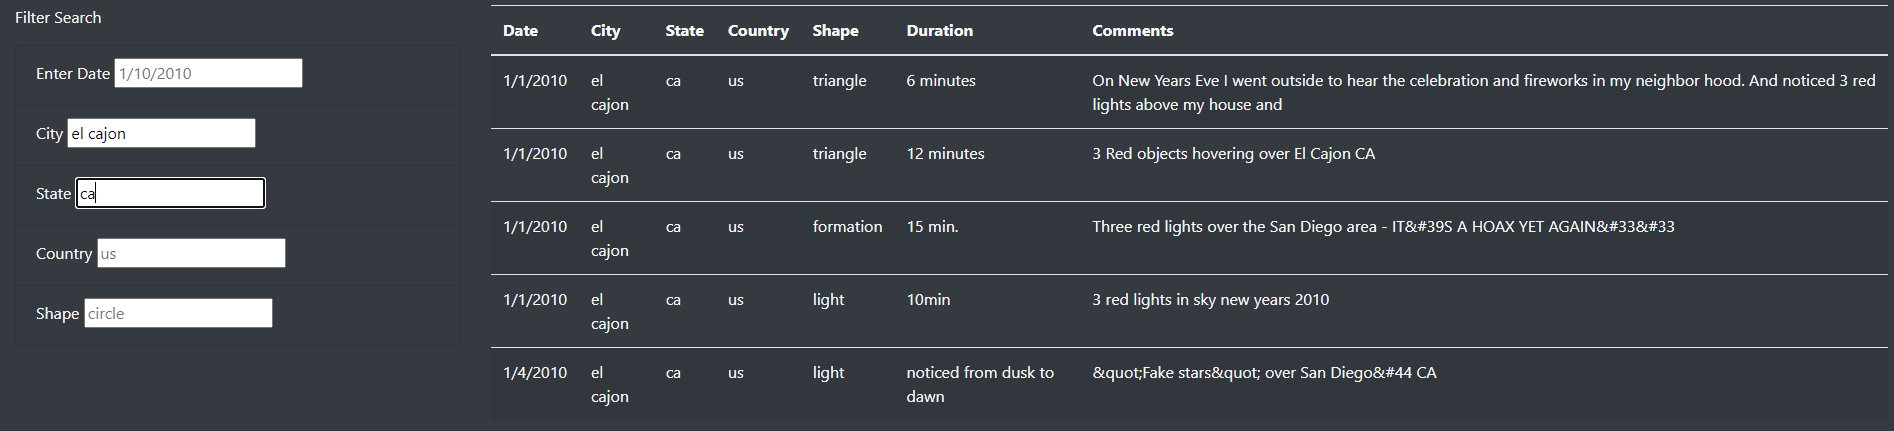 Filter Search
Enter Date 1/10/2010
City el cajon
State ca
Country us
Shape circle
Date City State Country Shape Duration Comments
1/1/2010 el ca us triangle 6 minutes On New Years Eve I went outside to hear the celebration and fireworks in my neighbor hood. And noticed 3 red
cajon lights above my house and
1/1/2010 el ca us triangle 12 minutes 3 Red objects hovering over El Cajon CA
cajon
1/1/2010 el ca us formation 15 min. Three red lights over the San Diego area - IT&#39S A HOAX YET AGAIN&#33&#33
cajon
1/1/2010 el ca us light 10min 3 red lights in sky new years 2010
cajon
1/4/2010 el ca us light noticed from dusk to &quot;Fake stars&quot; over San Diego&#44 CA
cajon dawn